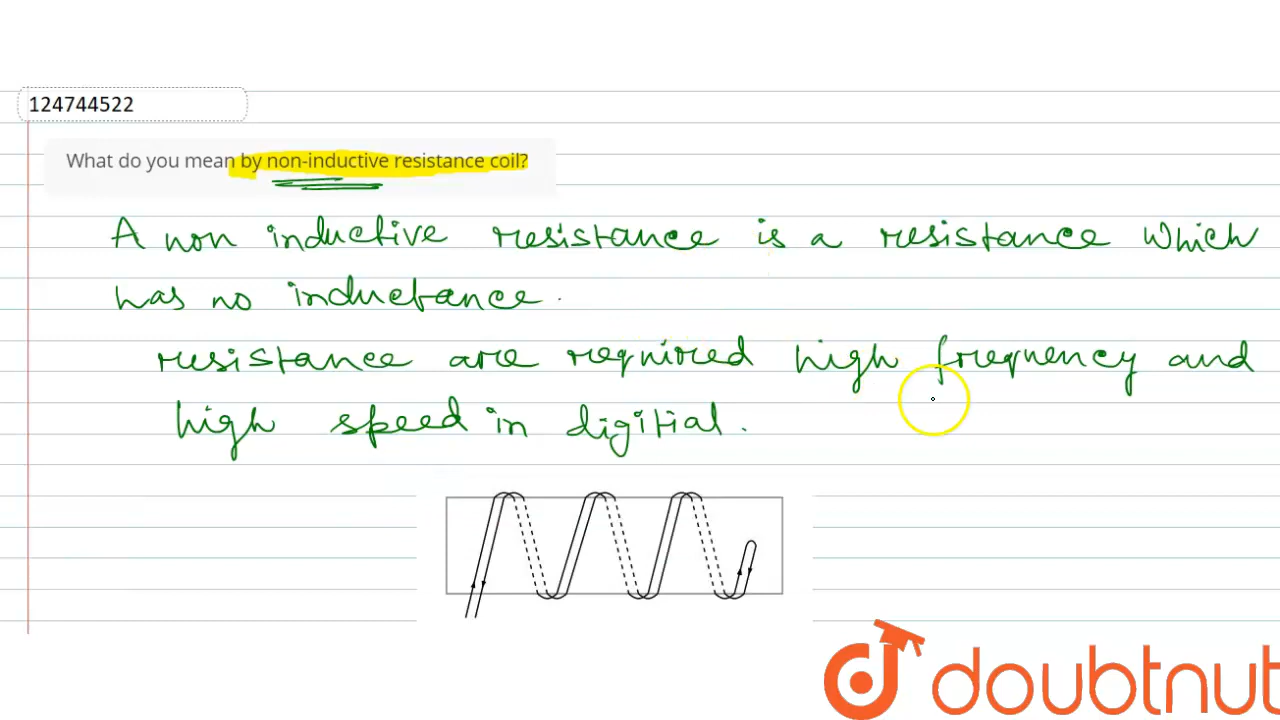 124744522
What do you mean by non-inductive resistance coil?
A non inductive resistance is a resistance which
has no inductance.
resistance are required high frequency and
high speed in digitial.
doubtnut